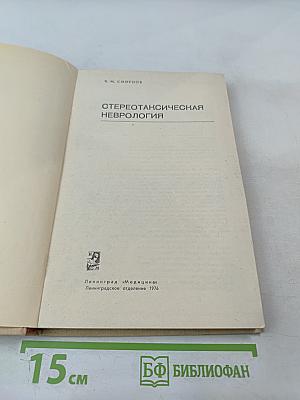 В. М. СМИРНОВ
СТЕРЕОТАКСИЧЕСКАЯ
НЕВРОЛОГИЯ
Ленинград «Медицина»
Ленинградское отделение 1976
15 см
БФ БИБЛИОФАН